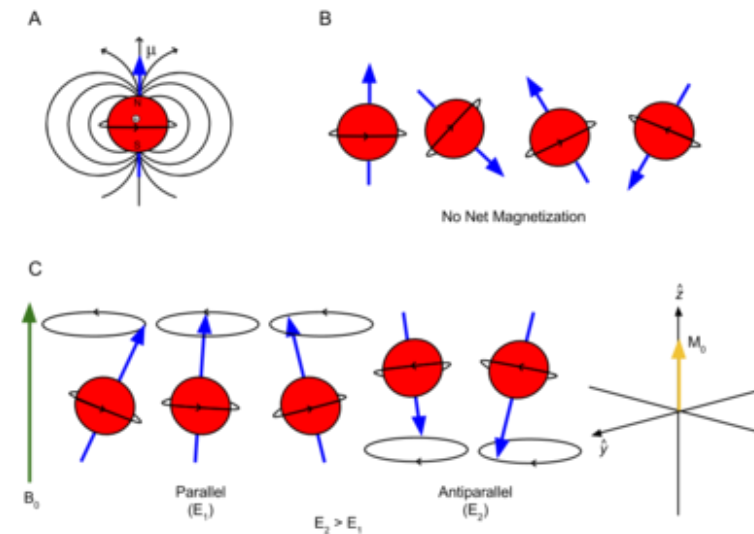 A
μ
N
S
B
No Net Magnetization
C
B₀
Parallel
(E₁)
E₂ > E₁
Antiparallel
(E₂)
ẑ
M₀
ŷ